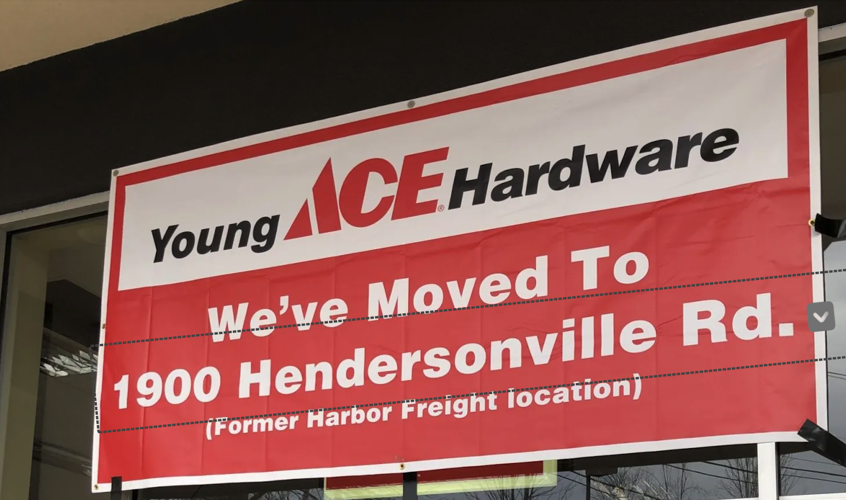 Young ACE® Hardware
We've Moved To
1900 Hendersonville Rd.
(Former Harbor Freight location)